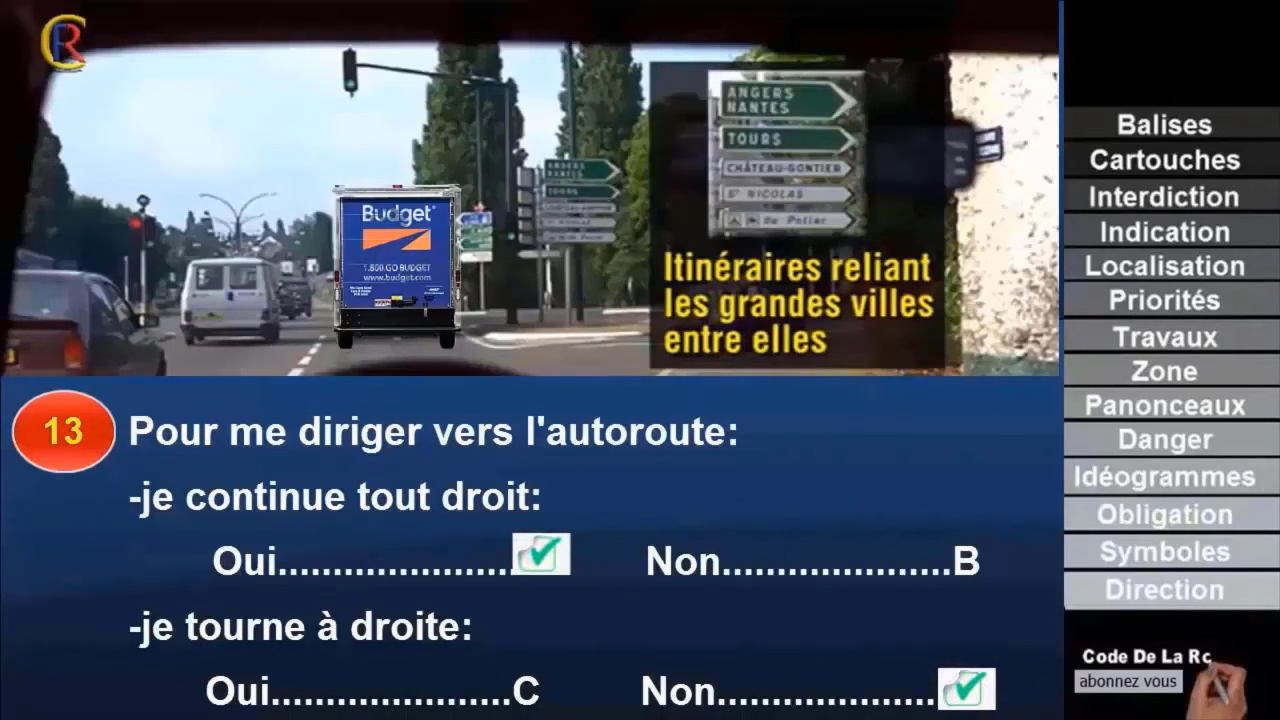 CR
Budget
1.800.GO BUDGET
www.budget.com
ANGERS
NANTES
TOURS
ANGERS
NANTES
TOURS
CHÂTEAU-GONTIER
St NICOLAS
du Potier
Itinéraires reliant
les grandes villes
entre elles
13 Pour me diriger vers l'autoroute:
-je continue tout droit:
Oui..................... Non.....................B
-je tourne à droite:
Oui......................C Non....................
Balises
Cartouches
Interdiction
Indication
Localisation
Priorités
Travaux
Zone
Panonceaux
Danger
Idéogrammes
Obligation
Symboles
Direction
Code De La Rc
abonnez vous